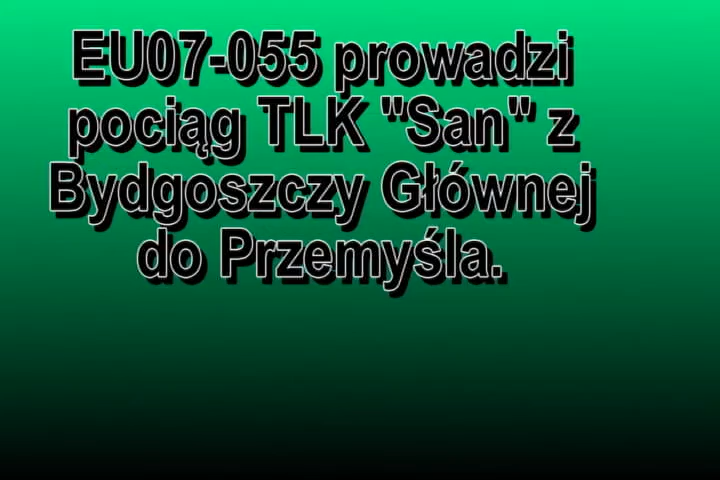 EU07-055 prowadzi
pociąg TLK "San" z
Bydgoszczy Głównej
do Przemyśla.